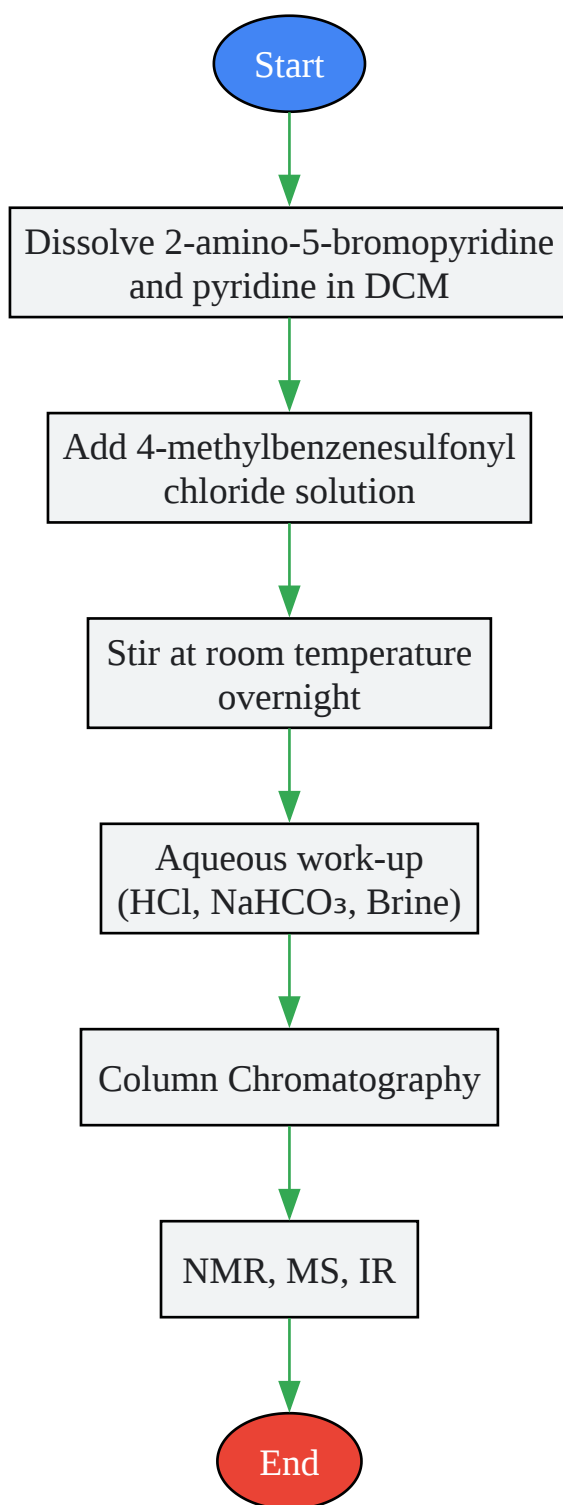 Start
Dissolve 2-amino-5-bromopyridine
and pyridine in DCM
Add 4-methylbenzenesulfonyl
chloride solution
Stir at room temperature
overnight
Aqueous work-up
(HCl, NaHCO₃, Brine)
Column Chromatography
NMR, MS, IR
End